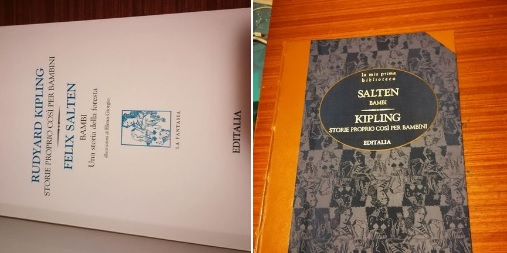 RUDYARD KIPLING
STORIE PROPRIO COSÌ PER BAMBINI
FELIX SALTEN
BAMBI
Una storia della foresta
LA FANTASIA
EDITALIA
la mia prima
biblioteca
SALTEN
BAMBI
KIPLING
STORIE PROPRIO COSÌ PER BAMBINI
EDITALIA